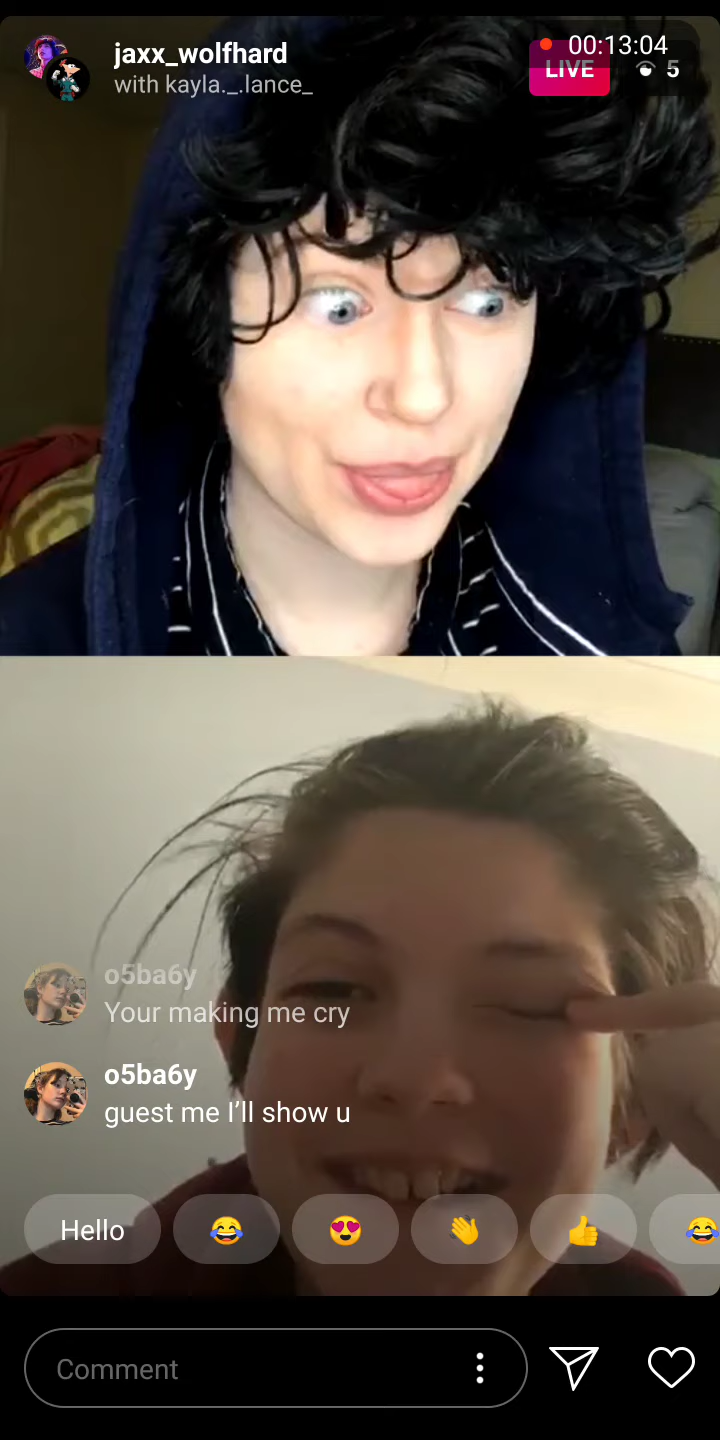 jaxx_wolfhard
with kayla._.lance_
00:13:04
LIVE
5
o5ba6y
Your making me cry
o5ba6y
guest me I'll show u
Hello
Comment